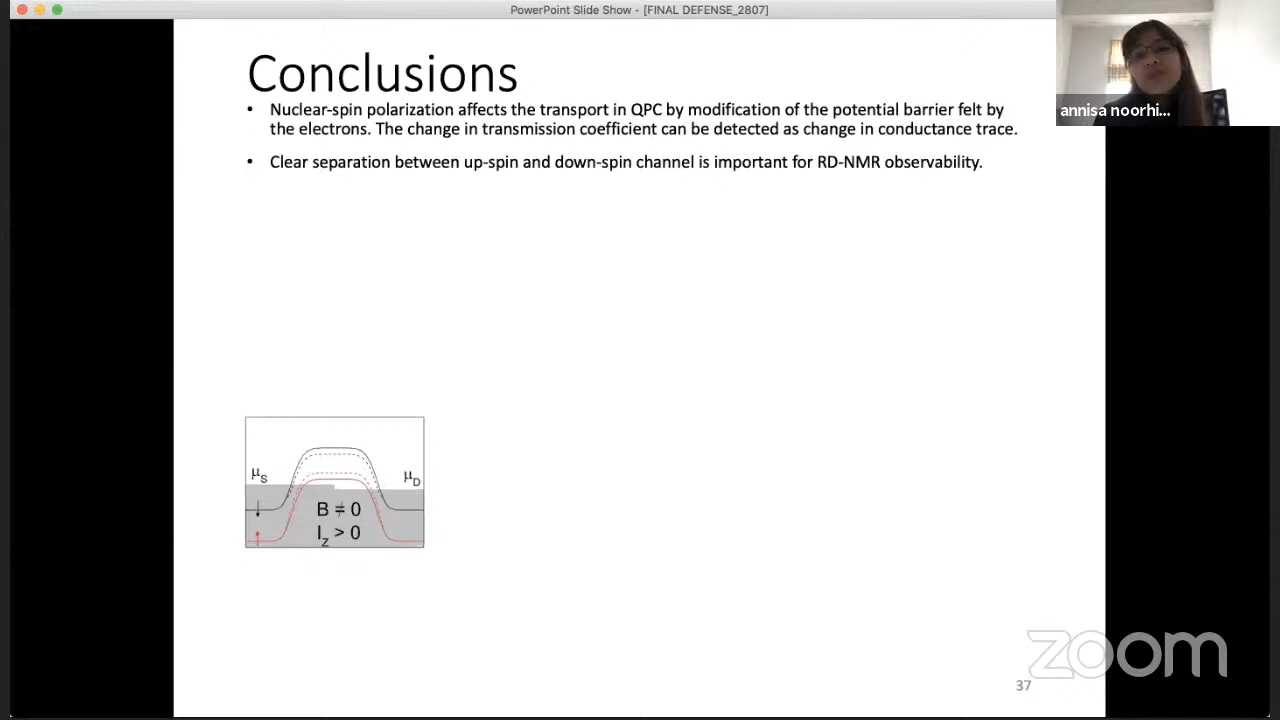 PowerPoint Slide Show - [FINAL DEFENSE_2807]
annisa noorhi...
Conclusions
• Nuclear-spin polarization affects the transport in QPC by modification of the potential barrier felt by
the electrons. The change in transmission coefficient can be detected as change in conductance trace.
• Clear separation between up-spin and down-spin channel is important for RD-NMR observability.
μS
μD
B ≠ 0
Iz > 0
zoom
37